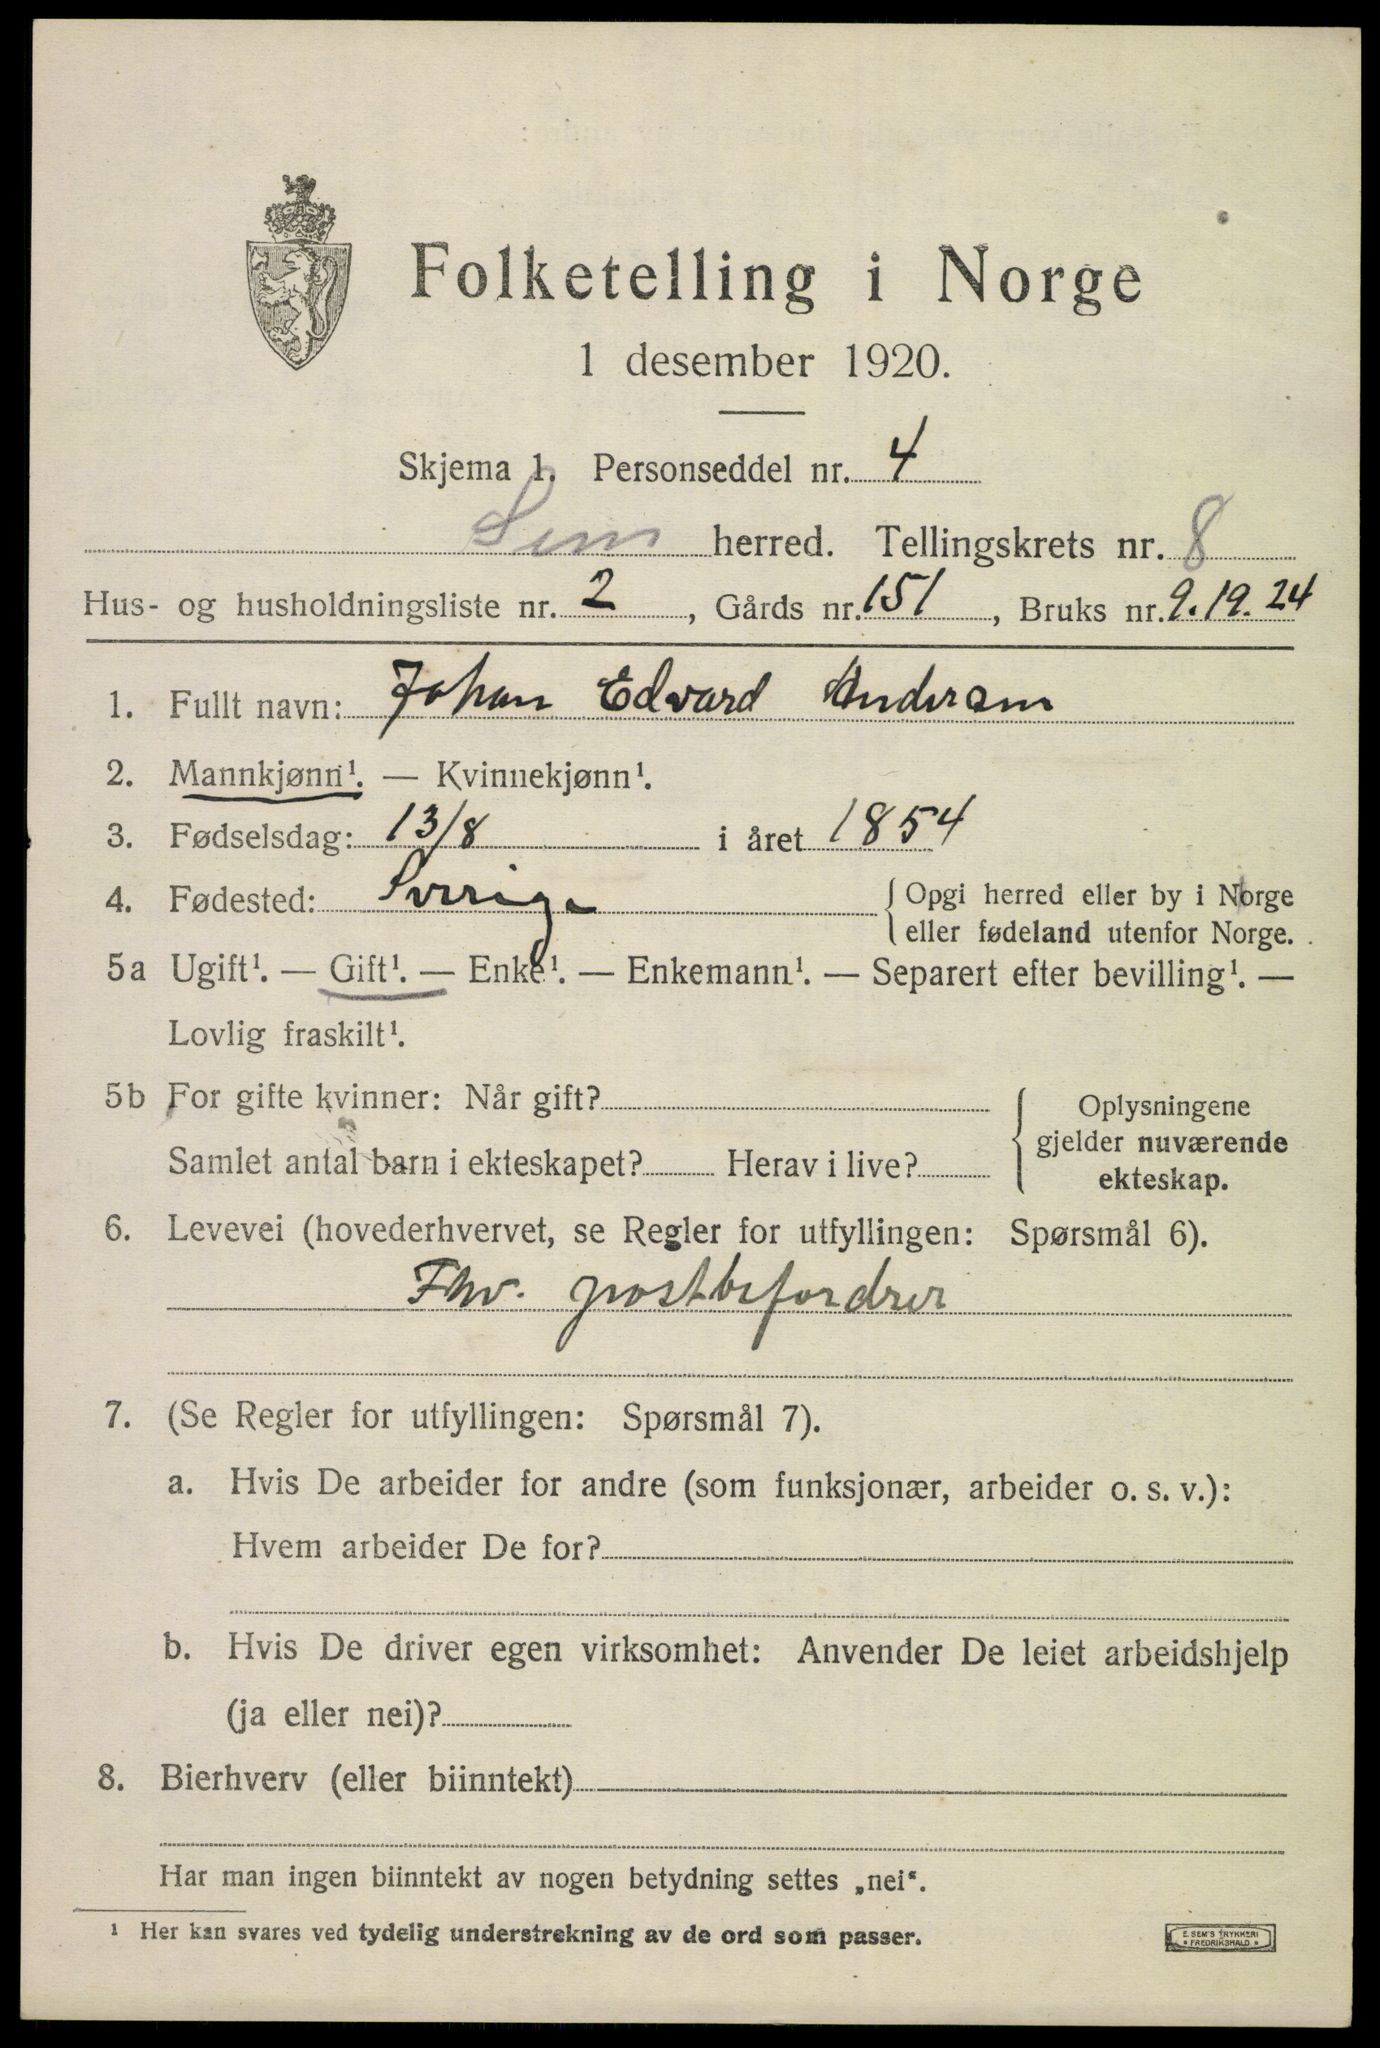 Folketelling i Norge
1 desember 1920.
Skjema 1. Personseddel nr. 4
Sem herred. Tellingskrets nr. 8
Hus- og husholdningsliste nr. 2, Gårds nr. 151, Bruks nr. 9.19.24
1. Fullt navn: Johan Edvard Anderson
2. Mannkjønn¹. — Kvinnekjønn¹.
3. Fødselsdag: 13/8 i året 1854
4. Fødested: Sverige { Opgi herred eller by i Norge
eller fødeland utenfor Norge.
5a Ugift¹. — Gift¹. — Enke¹. — Enkemann¹. — Separert efter bevilling¹. —
Lovlig fraskilt¹.
5b For gifte kvinner: Når gift?
Samlet antal barn i ekteskapet? Herav i live?
{ Oplysningene
gjelder nuværende
ekteskap.
6. Levevei (hovederhvervet, se Regler for utfyllingen: Spørsmål 6).
Fhv. postbefordrer
7. (Se Regler for utfyllingen: Spørsmål 7).
a. Hvis De arbeider for andre (som funksjonær, arbeider o. s. v.):
Hvem arbeider De for?
b. Hvis De driver egen virksomhet: Anvender De leiet arbeidshjelp
(ja eller nei)?
8. Bierhverv (eller biinntekt)
Har man ingen biinntekt av nogen betydning settes „nei“.
¹ Her kan svares ved tydelig understrekning av de ord som passer.
E. SEM'S TRYKKERI
* FREDRIKSHALD *